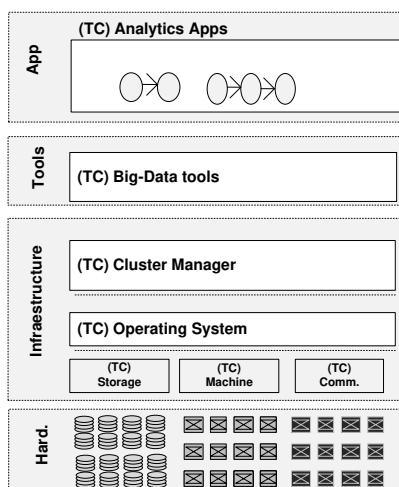 App
(TC) Analytics Apps
Tools
(TC) Big-Data tools
Infraestructure
(TC) Cluster Manager
(TC) Operating System
(TC)
Storage
(TC)
Machine
(TC)
Comm.
Hard.